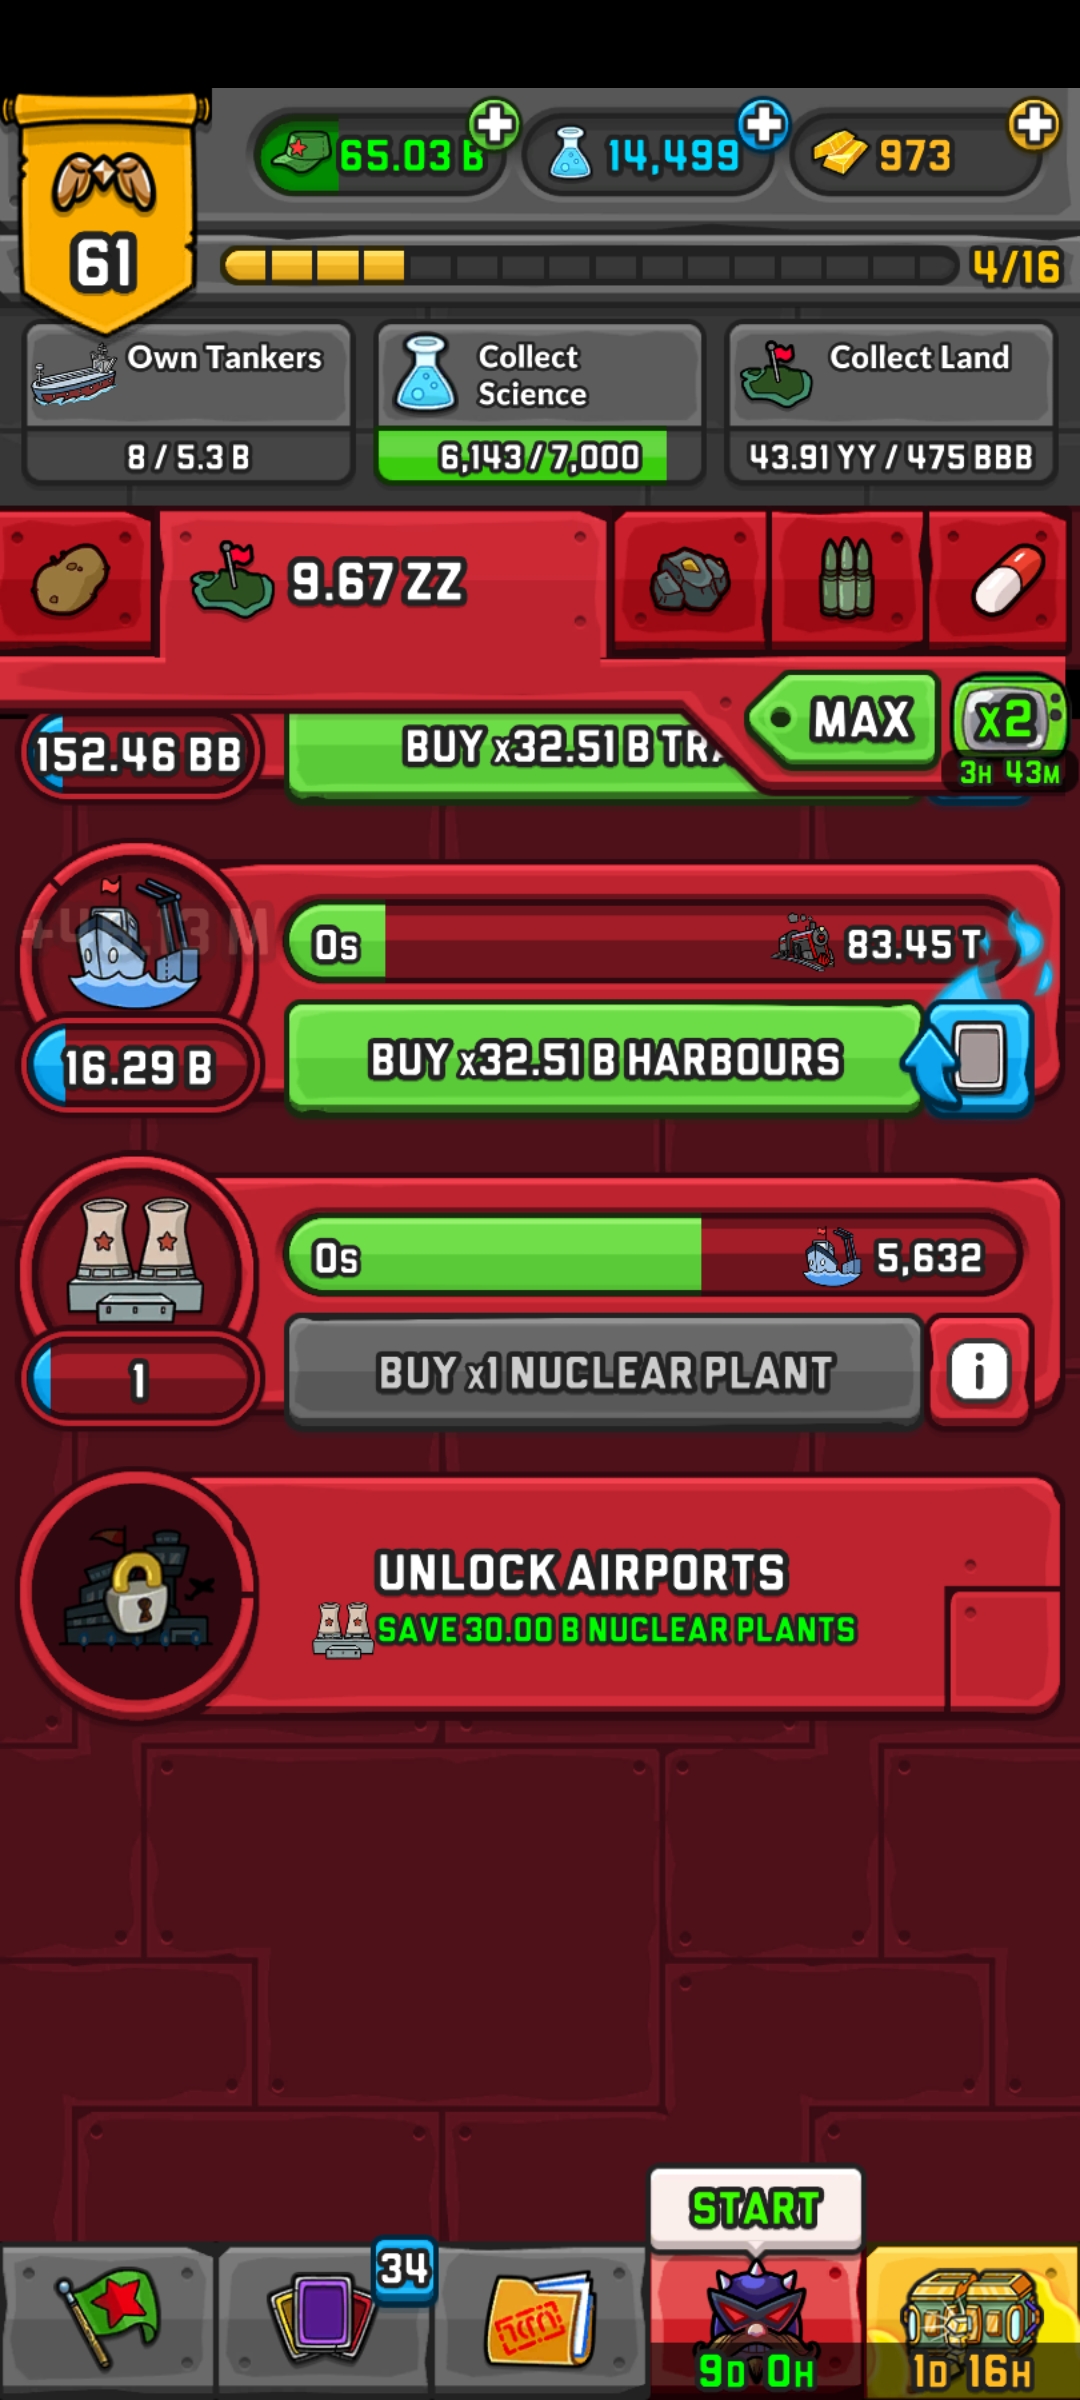 65.03 B
14,499
973
61
4/16
Own Tankers
8 / 5.3 B
Collect
Science
6,143/7,000
Collect Land
43.91 YY / 475 BBB
9.67 ZZ
MAX
x2
3H 43M
152.46 BB
BUY x32.51 B TRA
0s
83.45 T
16.29 B
BUY x32.51 B HARBOURS
0s
5,632
1
BUY x1 NUCLEAR PLANT
i
UNLOCK AIRPORTS
SAVE 30.00 B NUCLEAR PLANTS
START
34
9D 0H
1D 16H